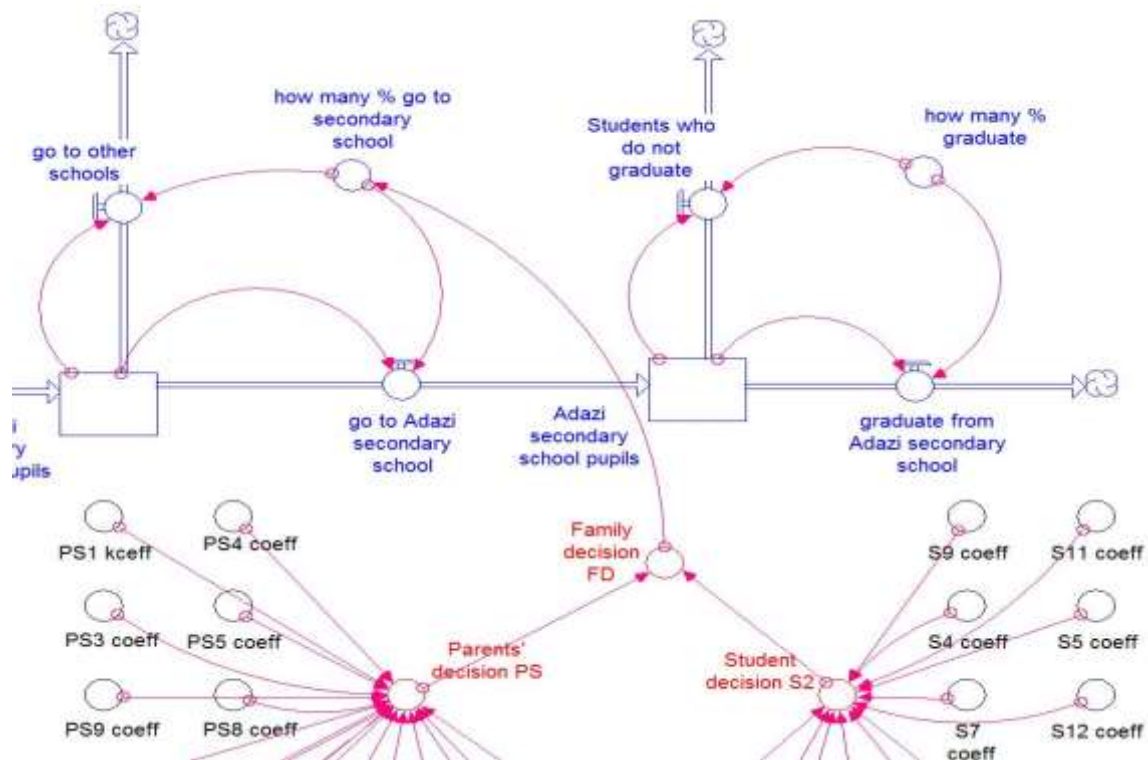 how many % go to
secondary
school
go to other
schools
Students who
do not
graduate
how many %
graduate
i
ry
upils
go to Adazi
secondary
school
Adazi
secondary
school pupils
graduate from
Adazi secondary
school
Family
decision
FD
PS1 kceff
PS4 coeff
S9 coeff
S11 coeff
PS3 coeff
PS5 coeff
S4 coeff
S5 coeff
Parents'
decision PS
Student
decision S2
PS9 coeff
PS8 coeff
S7
coeff
S12 coeff